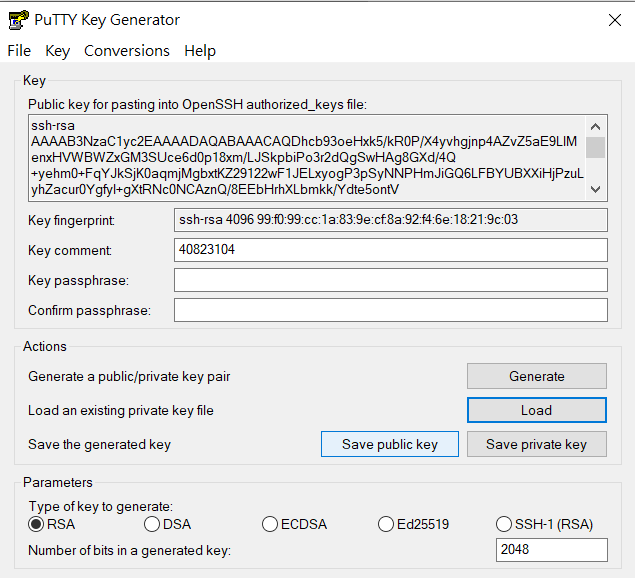 PuTTY Key Generator
File Key Conversions Help
Key
Public key for pasting into OpenSSH authorized_keys file:
ssh-rsa
AAAAB3NzaC1yc2EAAAADAQABAAACAQDhcb93oeHxk5/kR0P/X4yvhgjnp4AZvZ5aE9LlM
enxHVWBWZxGM3SUce6d0p18xm/LJSkpbiPo3r2dQgSwHAg8GXd/4Q
+yehm0+FqYJkSjK0aqmjMgbxtKZ29122wF1JELxyogP3pSyNNPHmJiGQ6LFBYUBXXiHjPzuL
yhZacur0Ygfyl+gXtRNc0NCAznQ/8EEbHrhXLbmkk/Ydte5ontV
Key fingerprint: ssh-rsa 4096 99:f0:99:cc:1a:83:9e:cf:8a:92:f4:6e:18:21:9c:03
Key comment: 40823104
Key passphrase:
Confirm passphrase:
Actions
Generate a public/private key pair Generate
Load an existing private key file Load
Save the generated key Save public key Save private key
Parameters
Type of key to generate:
RSA DSA ECDSA Ed25519 SSH-1 (RSA)
Number of bits in a generated key: 2048